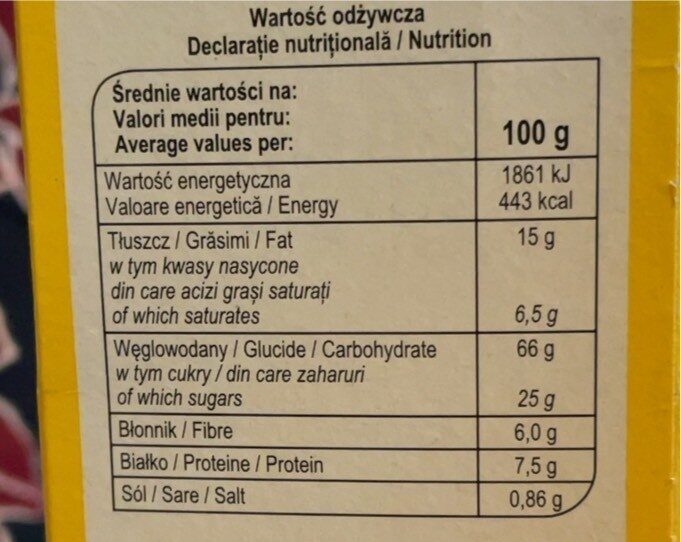 Wartość odżywcza
Declarație nutrițională / Nutrition
Średnie wartości na:
Valori medii pentru:
Average values per:
100 g
Wartość energetyczna
Valoare energetică / Energy
1861 kJ
443 kcal
Tłuszcz / Grăsimi / Fat
15 g
w tym kwasy nasycone
din care acizi grași saturați
of which saturates
6,5 g
Węglowodany / Glucide / Carbohydrate
66 g
w tym cukry / din care zaharuri
of which sugars
25 g
Błonnik / Fibre
6,0 g
Białko / Proteine / Protein
7,5 g
Sól / Sare / Salt
0,86 g